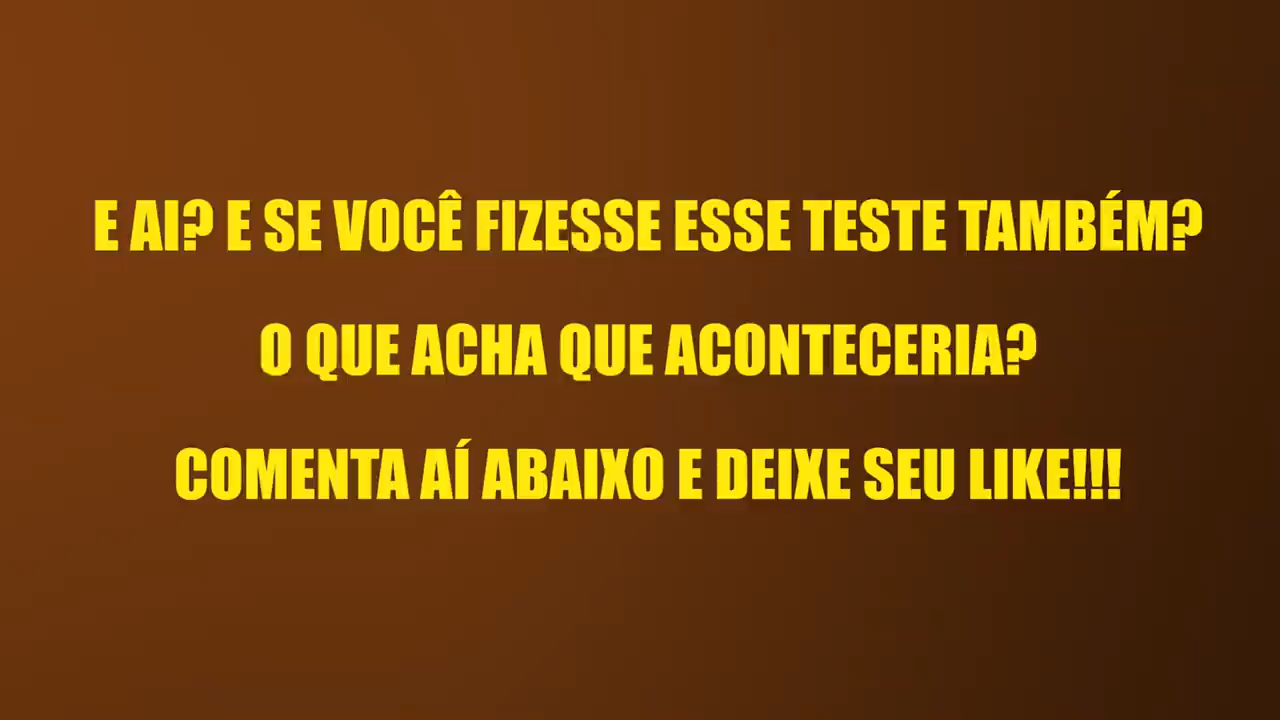 E AI? E SE VOCÊ FIZESSE ESSE TESTE TAMBÉM?
O QUE ACHA QUE ACONTECERIA?
COMENTA AÍ ABAIXO E DEIXE SEU LIKE!!!